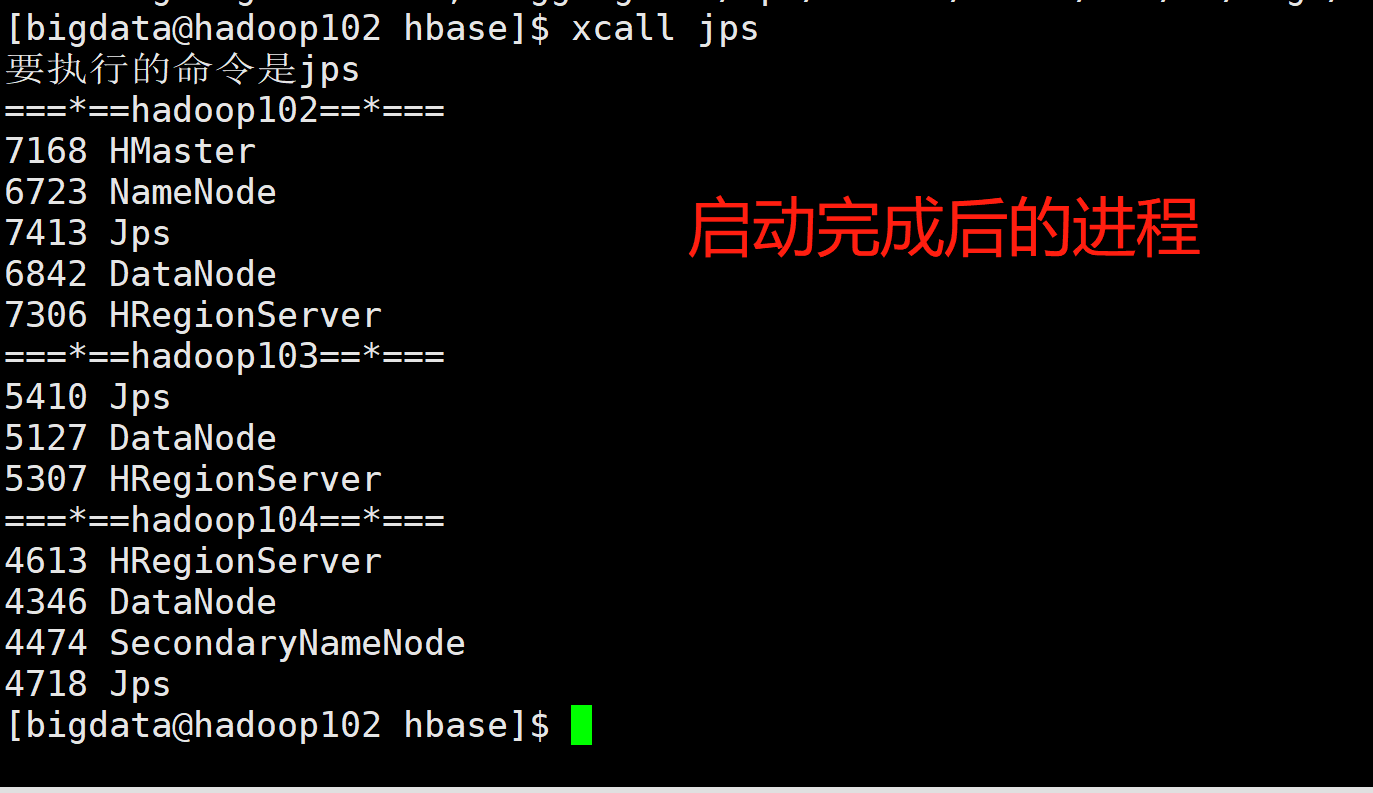 [bigdata@hadoop102 hbase]$ xcall jps
要执行的命令是jps
===*==hadoop102==*===
7168 HMaster
6723 NameNode
启动完成后的进程
7413 Jps
6842 DataNode
7306 HRegionServer
===*==hadoop103==*===
5410 Jps
5127 DataNode
5307 HRegionServer
===*==hadoop104==*===
4613 HRegionServer
4346 DataNode
4474 SecondaryNameNode
4718 Jps
[bigdata@hadoop102 hbase]$